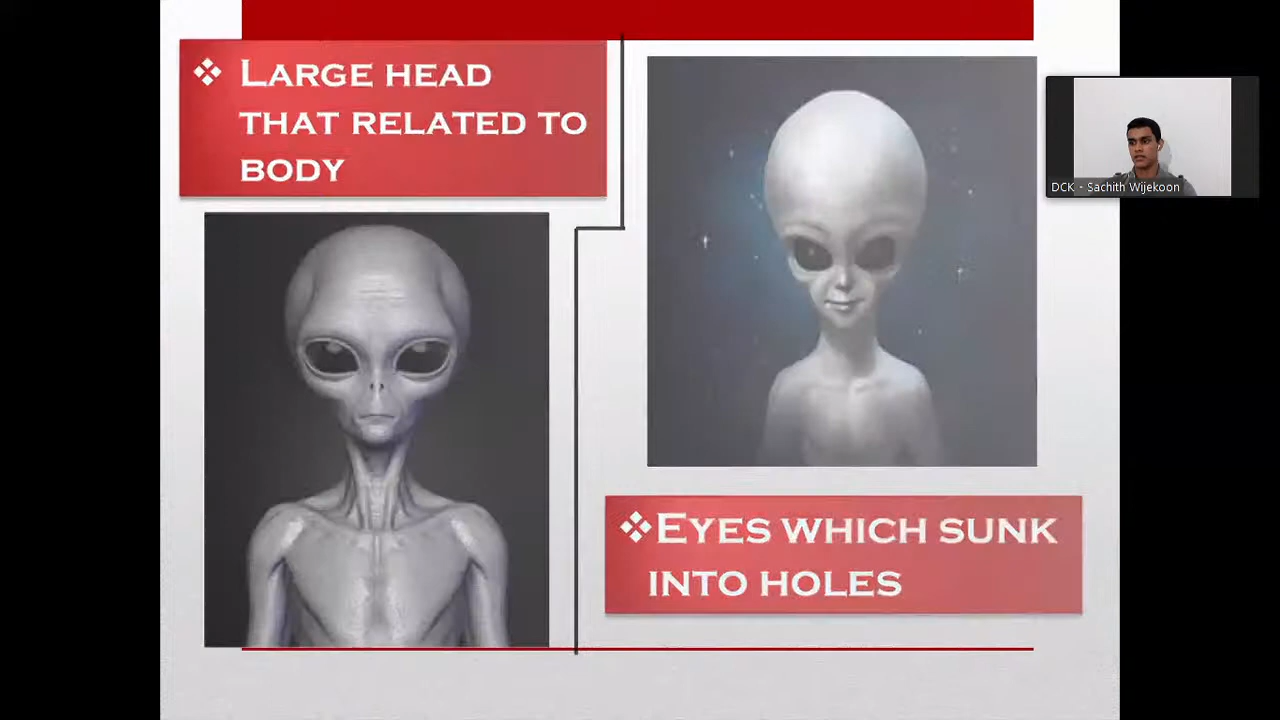 ❖ LARGE HEAD
THAT RELATED TO
BODY
DCK - Sachith Wijekoon
❖EYES WHICH SUNK
INTO HOLES